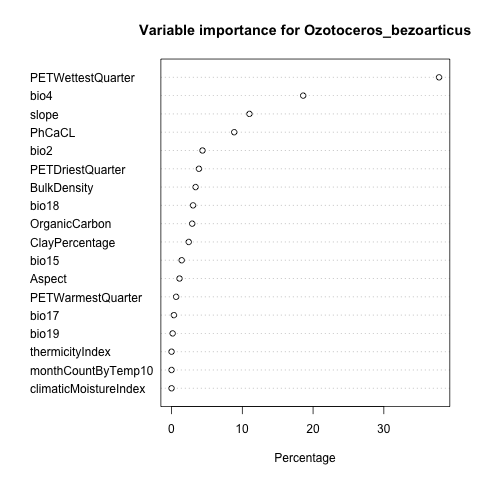 Variable importance for Ozotoceros_bezoarticus
PETWettestQuarter
bio4
slope
PhCaCL
bio2
PETDriestQuarter
BulkDensity
bio18
OrganicCarbon
ClayPercentage
bio15
Aspect
PETWarmestQuarter
bio17
bio19
thermicityIndex
monthCountByTemp10
climaticMoistureIndex
0 10 20 30
Percentage